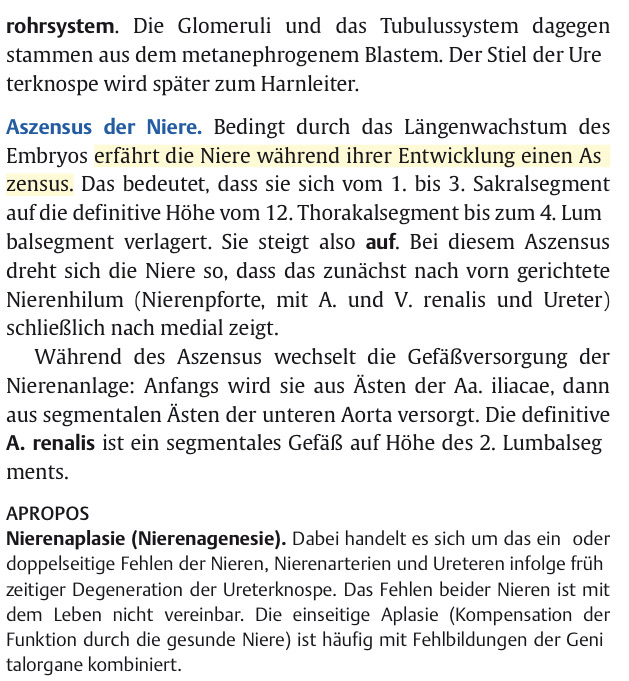 rohrsystem. Die Glomeruli und das Tubulussystem dagegen
stammen aus dem metanephrogenem Blastem. Der Stiel der Ure
terknospe wird später zum Harnleiter.
Aszensus der Niere. Bedingt durch das Längenwachstum des
Embryos erfährt die Niere während ihrer Entwicklung einen As
zensus. Das bedeutet, dass sie sich vom 1. bis 3. Sakralsegment
auf die definitive Höhe vom 12. Thorakalsegment bis zum 4. Lum
balsegment verlagert. Sie steigt also auf. Bei diesem Aszensus
dreht sich die Niere so, dass das zunächst nach vorn gerichtete
Nierenhilum (Nierenpforte, mit A. und V. renalis und Ureter)
schließlich nach medial zeigt.
Während des Aszensus wechselt die Gefäßversorgung der
Nierenanlage: Anfangs wird sie aus Ästen der Aa. iliacae, dann
aus segmentalen Ästen der unteren Aorta versorgt. Die definitive
A. renalis ist ein segmentales Gefäß auf Höhe des 2. Lumbalseg
ments.
APROPOS
Nierenaplasie (Nierenagenesie). Dabei handelt es sich um das ein oder
doppelseitige Fehlen der Nieren, Nierenarterien und Ureteren infolge früh
zeitiger Degeneration der Ureterknospe. Das Fehlen beider Nieren ist mit
dem Leben nicht vereinbar. Die einseitige Aplasie (Kompensation der
Funktion durch die gesunde Niere) ist häufig mit Fehlbildungen der Geni
talorgane kombiniert.